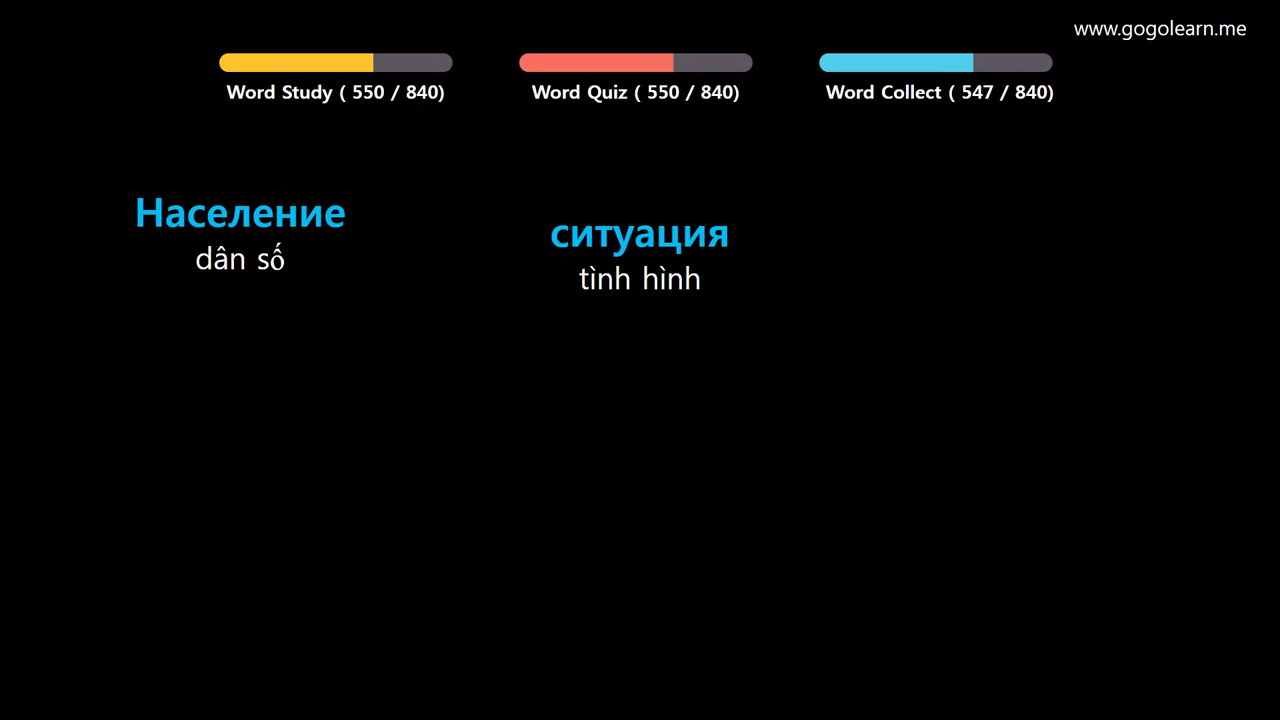 www.gogolearn.me
Word Study ( 550 / 840)
Word Quiz ( 550 / 840)
Word Collect ( 547 / 840)
Население
dân số
ситуация
tình hình